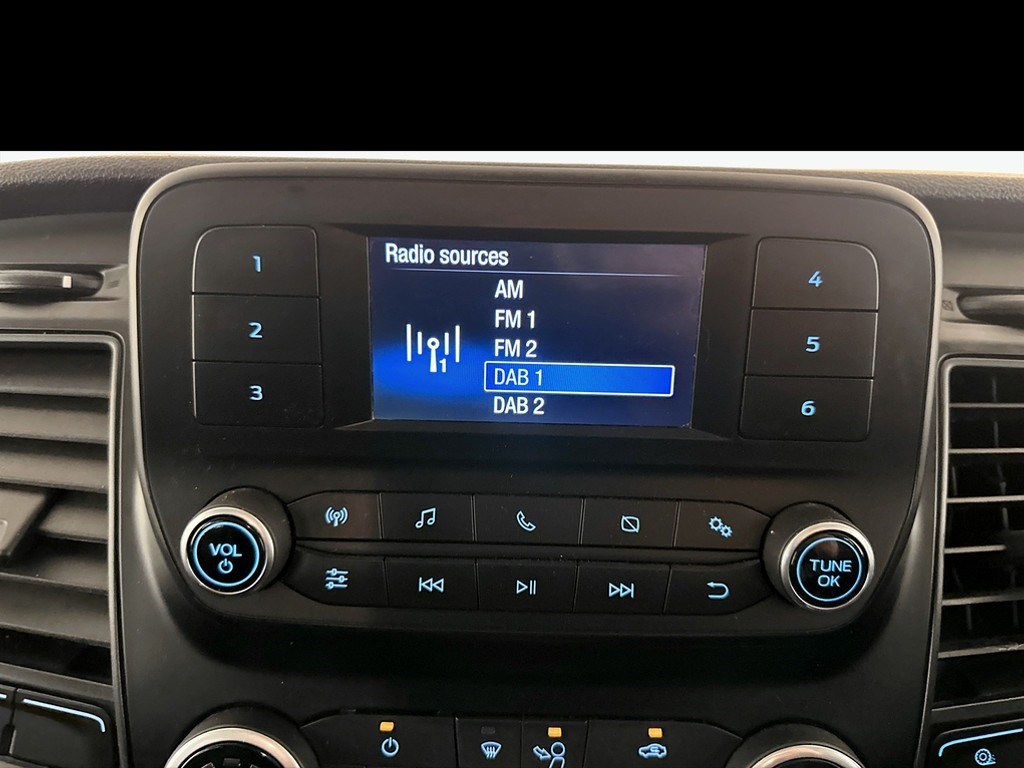 1
2
3
Radio sources
AM
FM 1
FM 2
DAB 1
DAB 2
1
4
5
6
VOL
TUNE
OK